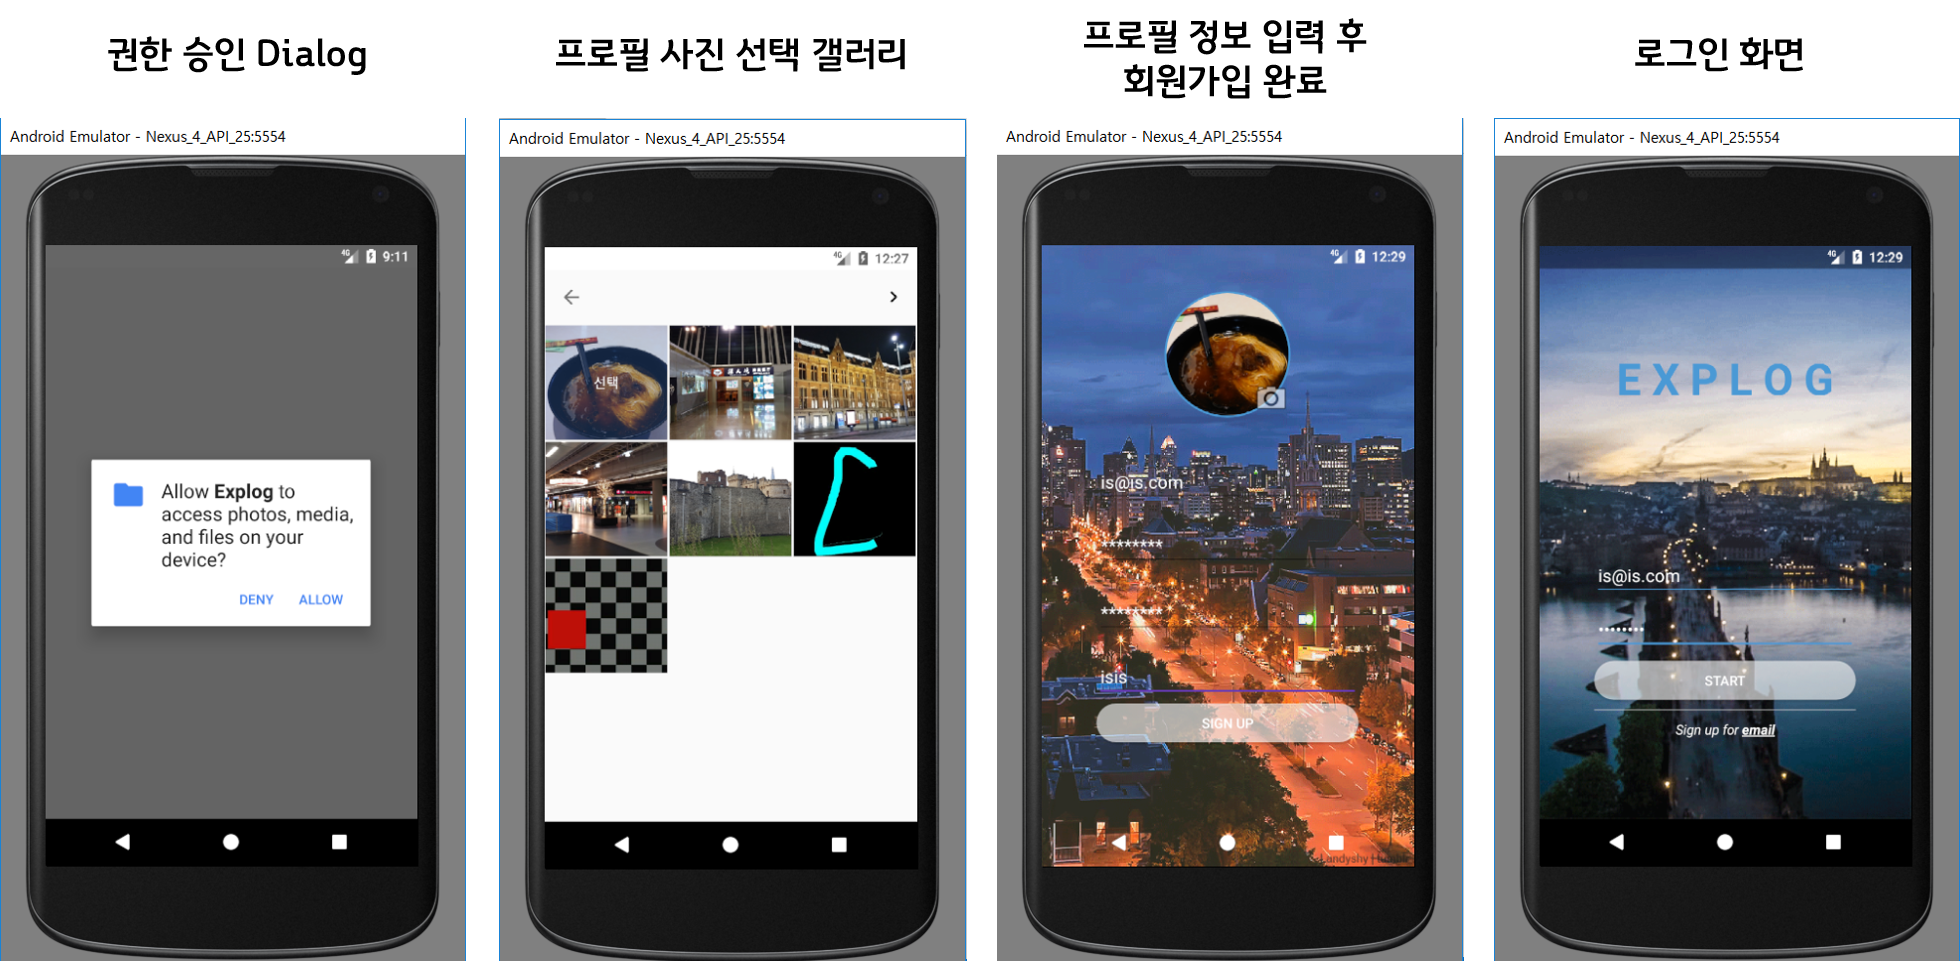 권한 승인 Dialog
프로필 사진 선택 갤러리
프로필 정보 입력 후
회원가입 완료
로그인 화면
Android Emulator - Nexus_4_API_25:5554
4G 9:11
Allow Explog to
access photos, media,
and files on your
device?
DENY ALLOW
Android Emulator - Nexus_4_API_25:5554
4G 12:27
선택
Android Emulator - Nexus_4_API_25:5554
4G 12:29
is@is.com
********
********
isis
SIGN UP
Android Emulator - Nexus_4_API_25:5554
4G 12:29
EXPLOG
is@is.com
••••••••
START
Sign up for email